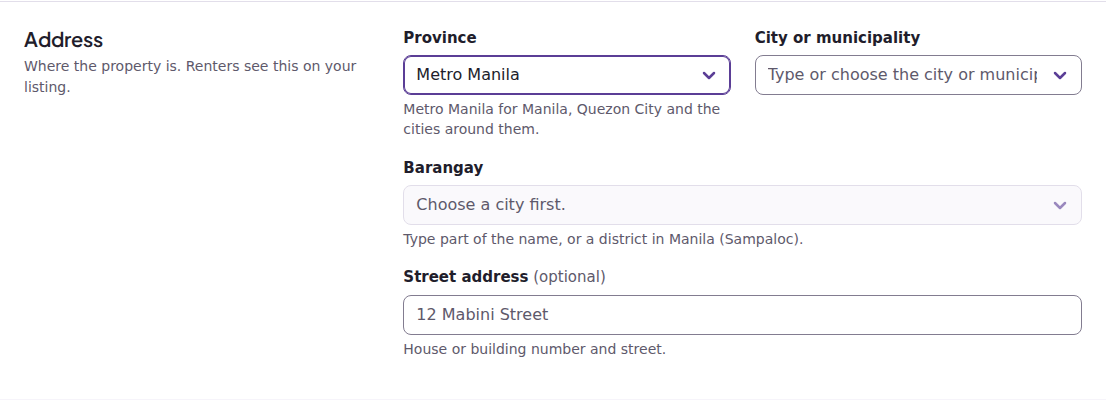 Address
Where the property is. Renters see this on your
listing.
Province
Metro Manila
Metro Manila for Manila, Quezon City and the
cities around them.
City or municipality
Type or choose the city or municip
Barangay
Choose a city first.
Type part of the name, or a district in Manila (Sampaloc).
Street address (optional)
12 Mabini Street
House or building number and street.